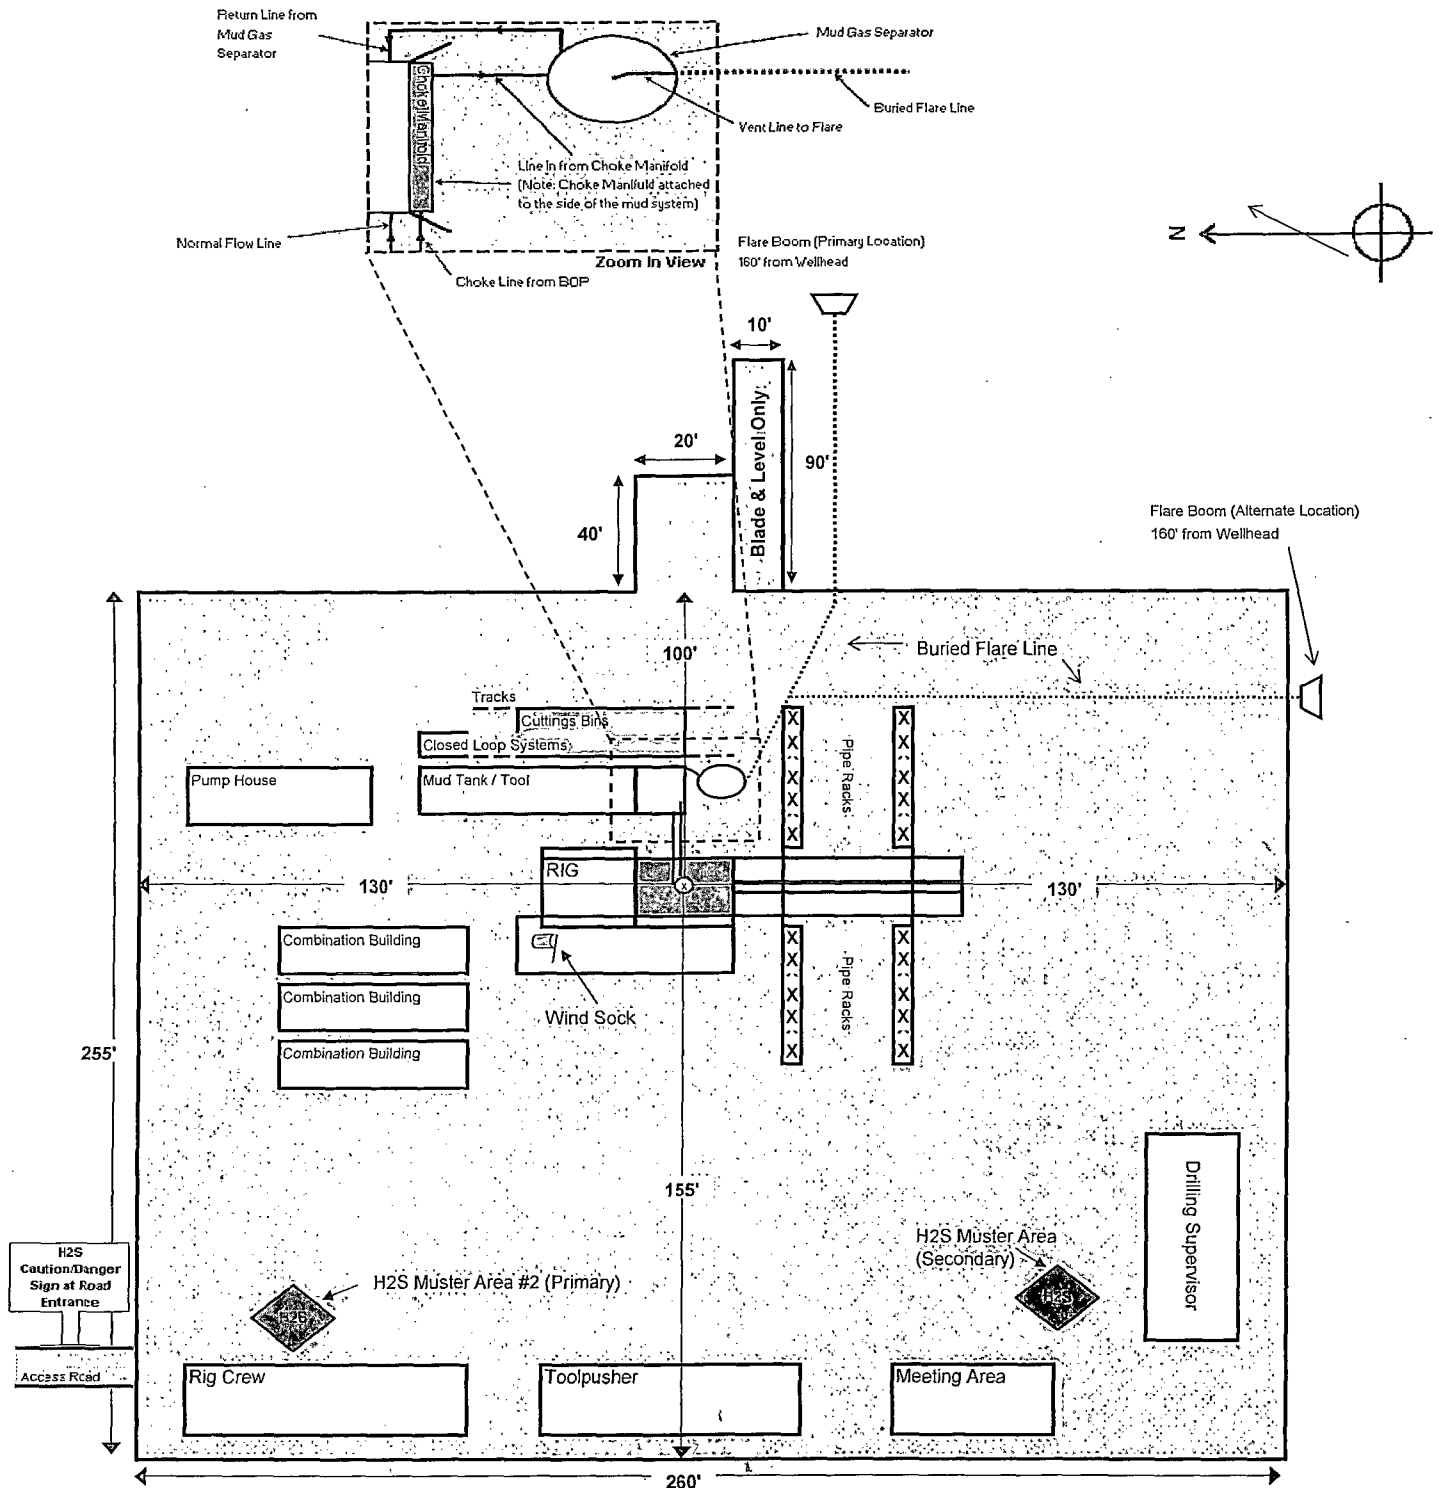 Return Line from
Mud Gas
Separator
Mud Gas Separator
Buried Flare Line
Vent Line to Flare
Choke Manifold
Line In from Choke Manifold
(Note: Choke Manifold attached
to the side of the mud system)
Normal Flow Line
Choke Line from BOP
Zoom In View
Flare Boom (Primary Location)
160' from Wellhead
N
10'
Blade & Level Only
90'
20'
40'
Flare Boom (Alternate Location)
160' from Wellhead
100'
Buried Flare Line
Tracks
Cuttings Bins
Closed Loop Systems
Pump House
Mud Tank / Tool
X X X X X
Pipe Racks
X X X X X
RIG
130'
X
130'
Combination Building
Combination Building
Combination Building
Wind Sock
X X X X X
Pipe Racks
X X X X X
255'
155'
Drilling Supervisor
H2S
Caution/Danger
Sign at Road
Entrance
H2S Muster Area #2 (Primary)
H2S
H2S Muster Area
(Secondary)
H2S
Access Road
Rig Crew
Toolpusher
Meeting Area
260'